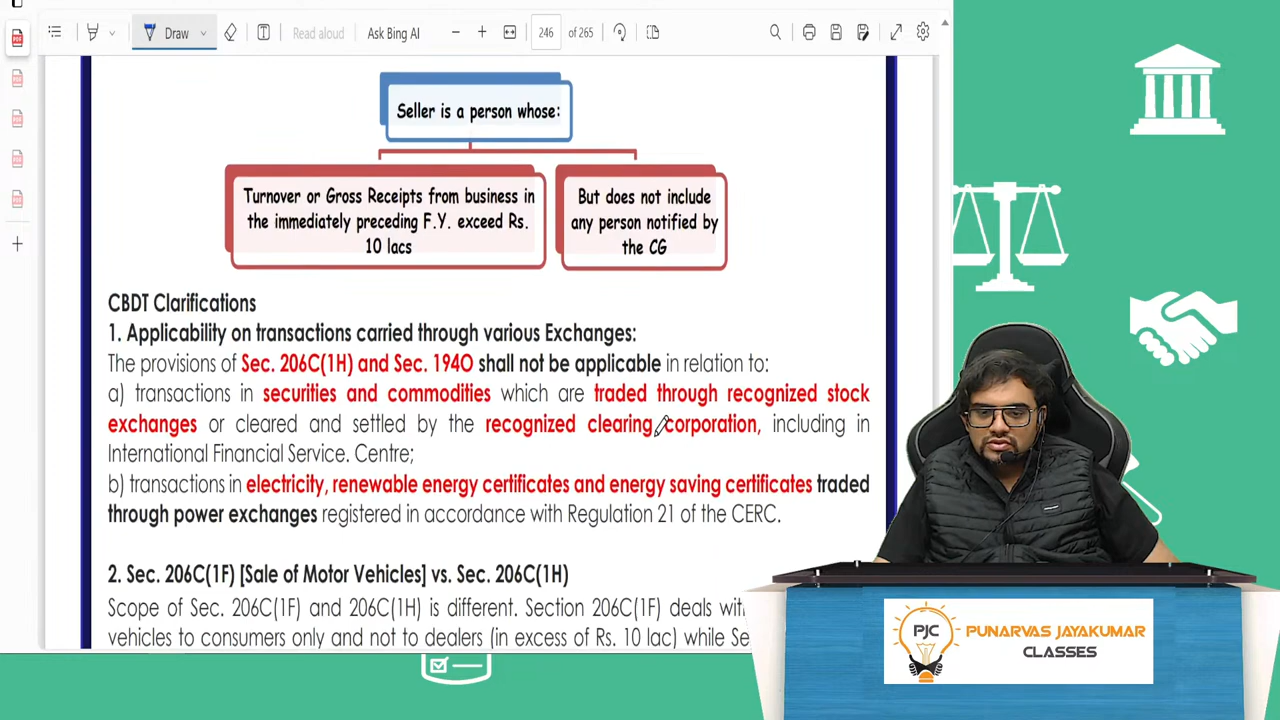 Draw
Read aloud
Ask Bing AI
246
of 265
Seller is a person whose:
Turnover or Gross Receipts from business in
the immediately preceding F.Y. exceed Rs.
10 lacs
But does not include
any person notified by
the CG
CBDT Clarifications
1. Applicability on transactions carried through various Exchanges:
The provisions of Sec. 206C(1H) and Sec. 194O shall not be applicable in relation to:
a) transactions in securities and commodities which are traded through recognized stock
exchanges or cleared and settled by the recognized clearing corporation, including in
International Financial Service. Centre;
b) transactions in electricity, renewable energy certificates and energy saving certificates traded
through power exchanges registered in accordance with Regulation 21 of the CERC.
2. Sec. 206C(1F) [Sale of Motor Vehicles] vs. Sec. 206C(1H)
Scope of Sec. 206C(1F) and 206C(1H) is different. Section 206C(1F) deals
vehicles to consumers only and not to dealers (in excess of Rs. 10 lac) while
PJC
PUNARVAS JAYAKUMAR
CLASSES